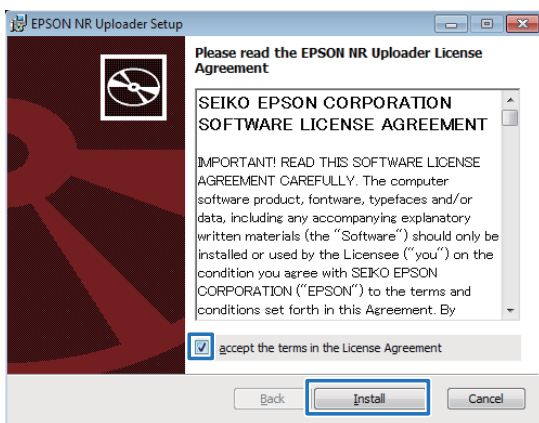 EPSON NR Uploader Setup
Please read the EPSON NR Uploader License
Agreement
SEIKO EPSON CORPORATION
SOFTWARE LICENSE AGREEMENT
IMPORTANT! READ THIS SOFTWARE LICENSE
AGREEMENT CAREFULLY. The computer
software product, fontware, typefaces and/or
data, including any accompanying explanatory
written materials (the "Software") should only be
installed or used by the Licensee ("you") on the
condition you agree with SEIKO EPSON
CORPORATION ("EPSON") to the terms and
conditions set forth in this Agreement. By
accept the terms in the License Agreement
Back Install Cancel